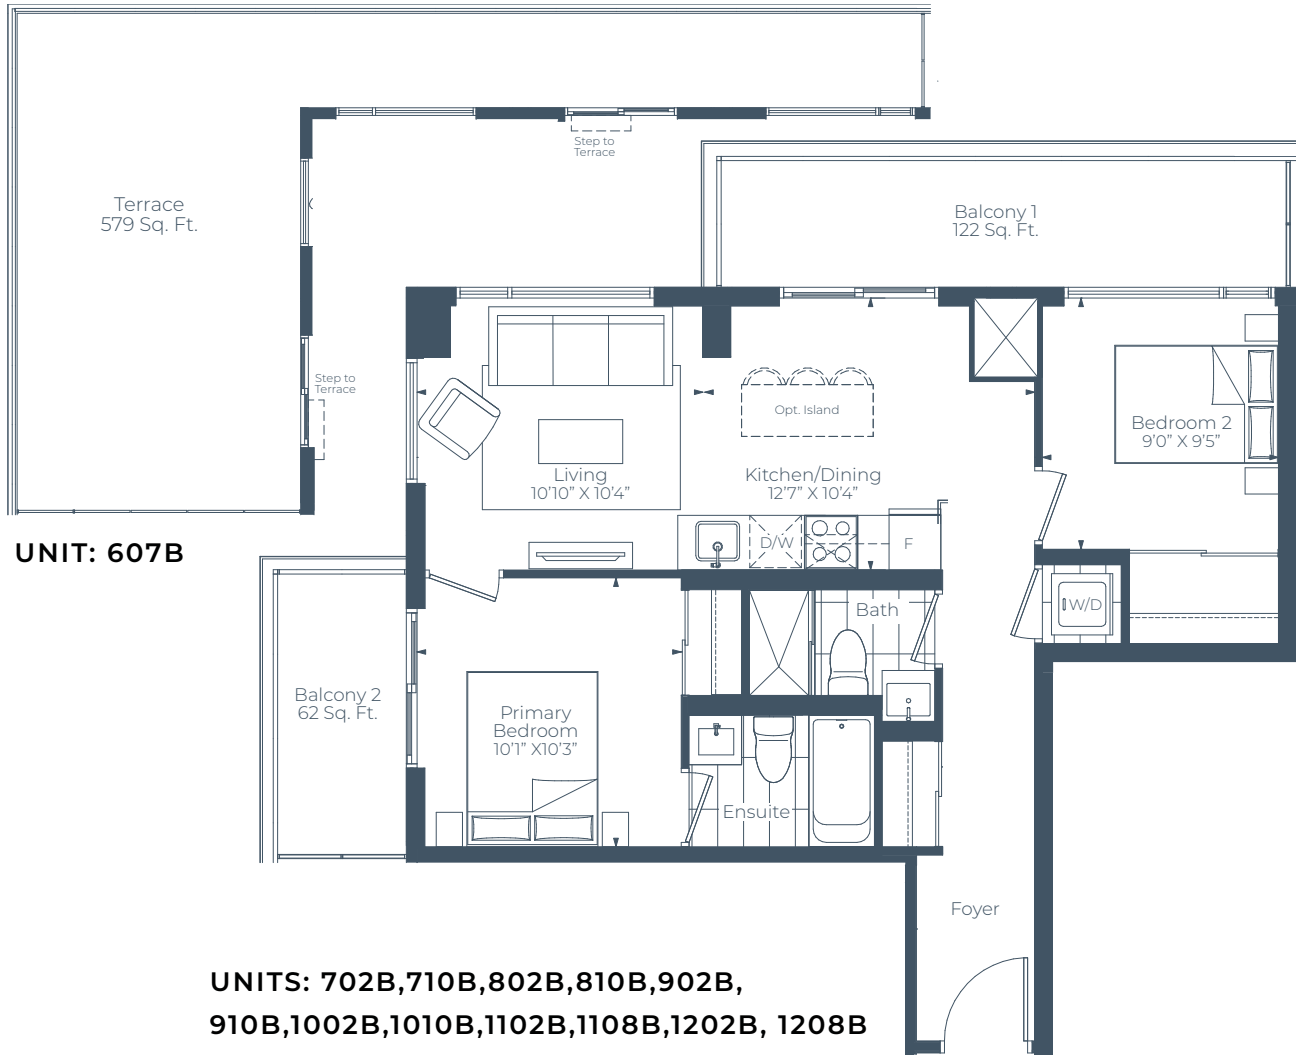 Step to
Terrace
Terrace
579 Sq. Ft.
Balcony 1
122 Sq. Ft.
Step to
Terrace
Opt. Island
Bedroom 2
9'0” X 9'5”
Living
10'10” X 10'4”
Kitchen/Dining
12'7” X 10'4”
D/W
F
UNIT: 607B
W/D
Bath
Balcony 2
62 Sq. Ft.
Primary
Bedroom
10'1” X10'3”
Ensuite
Foyer
UNITS: 702B,710B,802B,810B,902B,
910B,1002B,1010B,1102B,1108B,1202B, 1208B